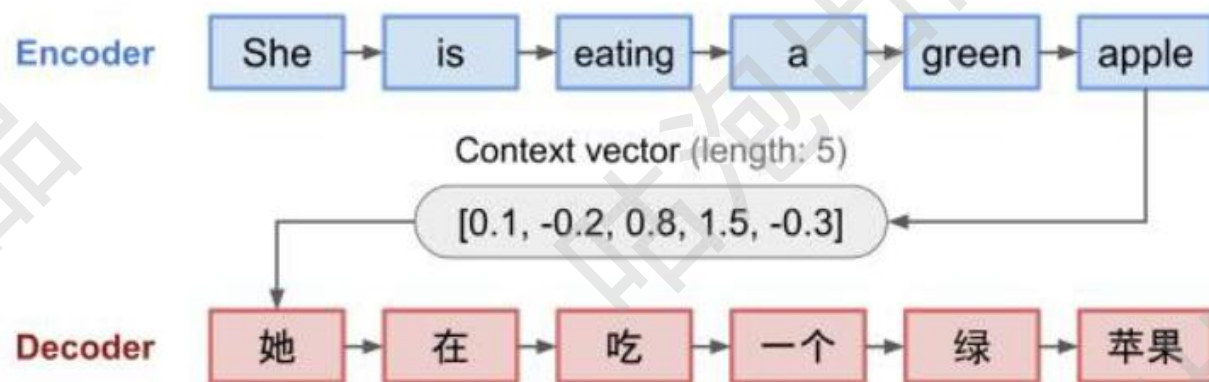 Encoder She is eating a green apple
Context vector (length: 5)
[0.1, -0.2, 0.8, 1.5, -0.3]
Decoder 她 在 吃 一个 绿 苹果